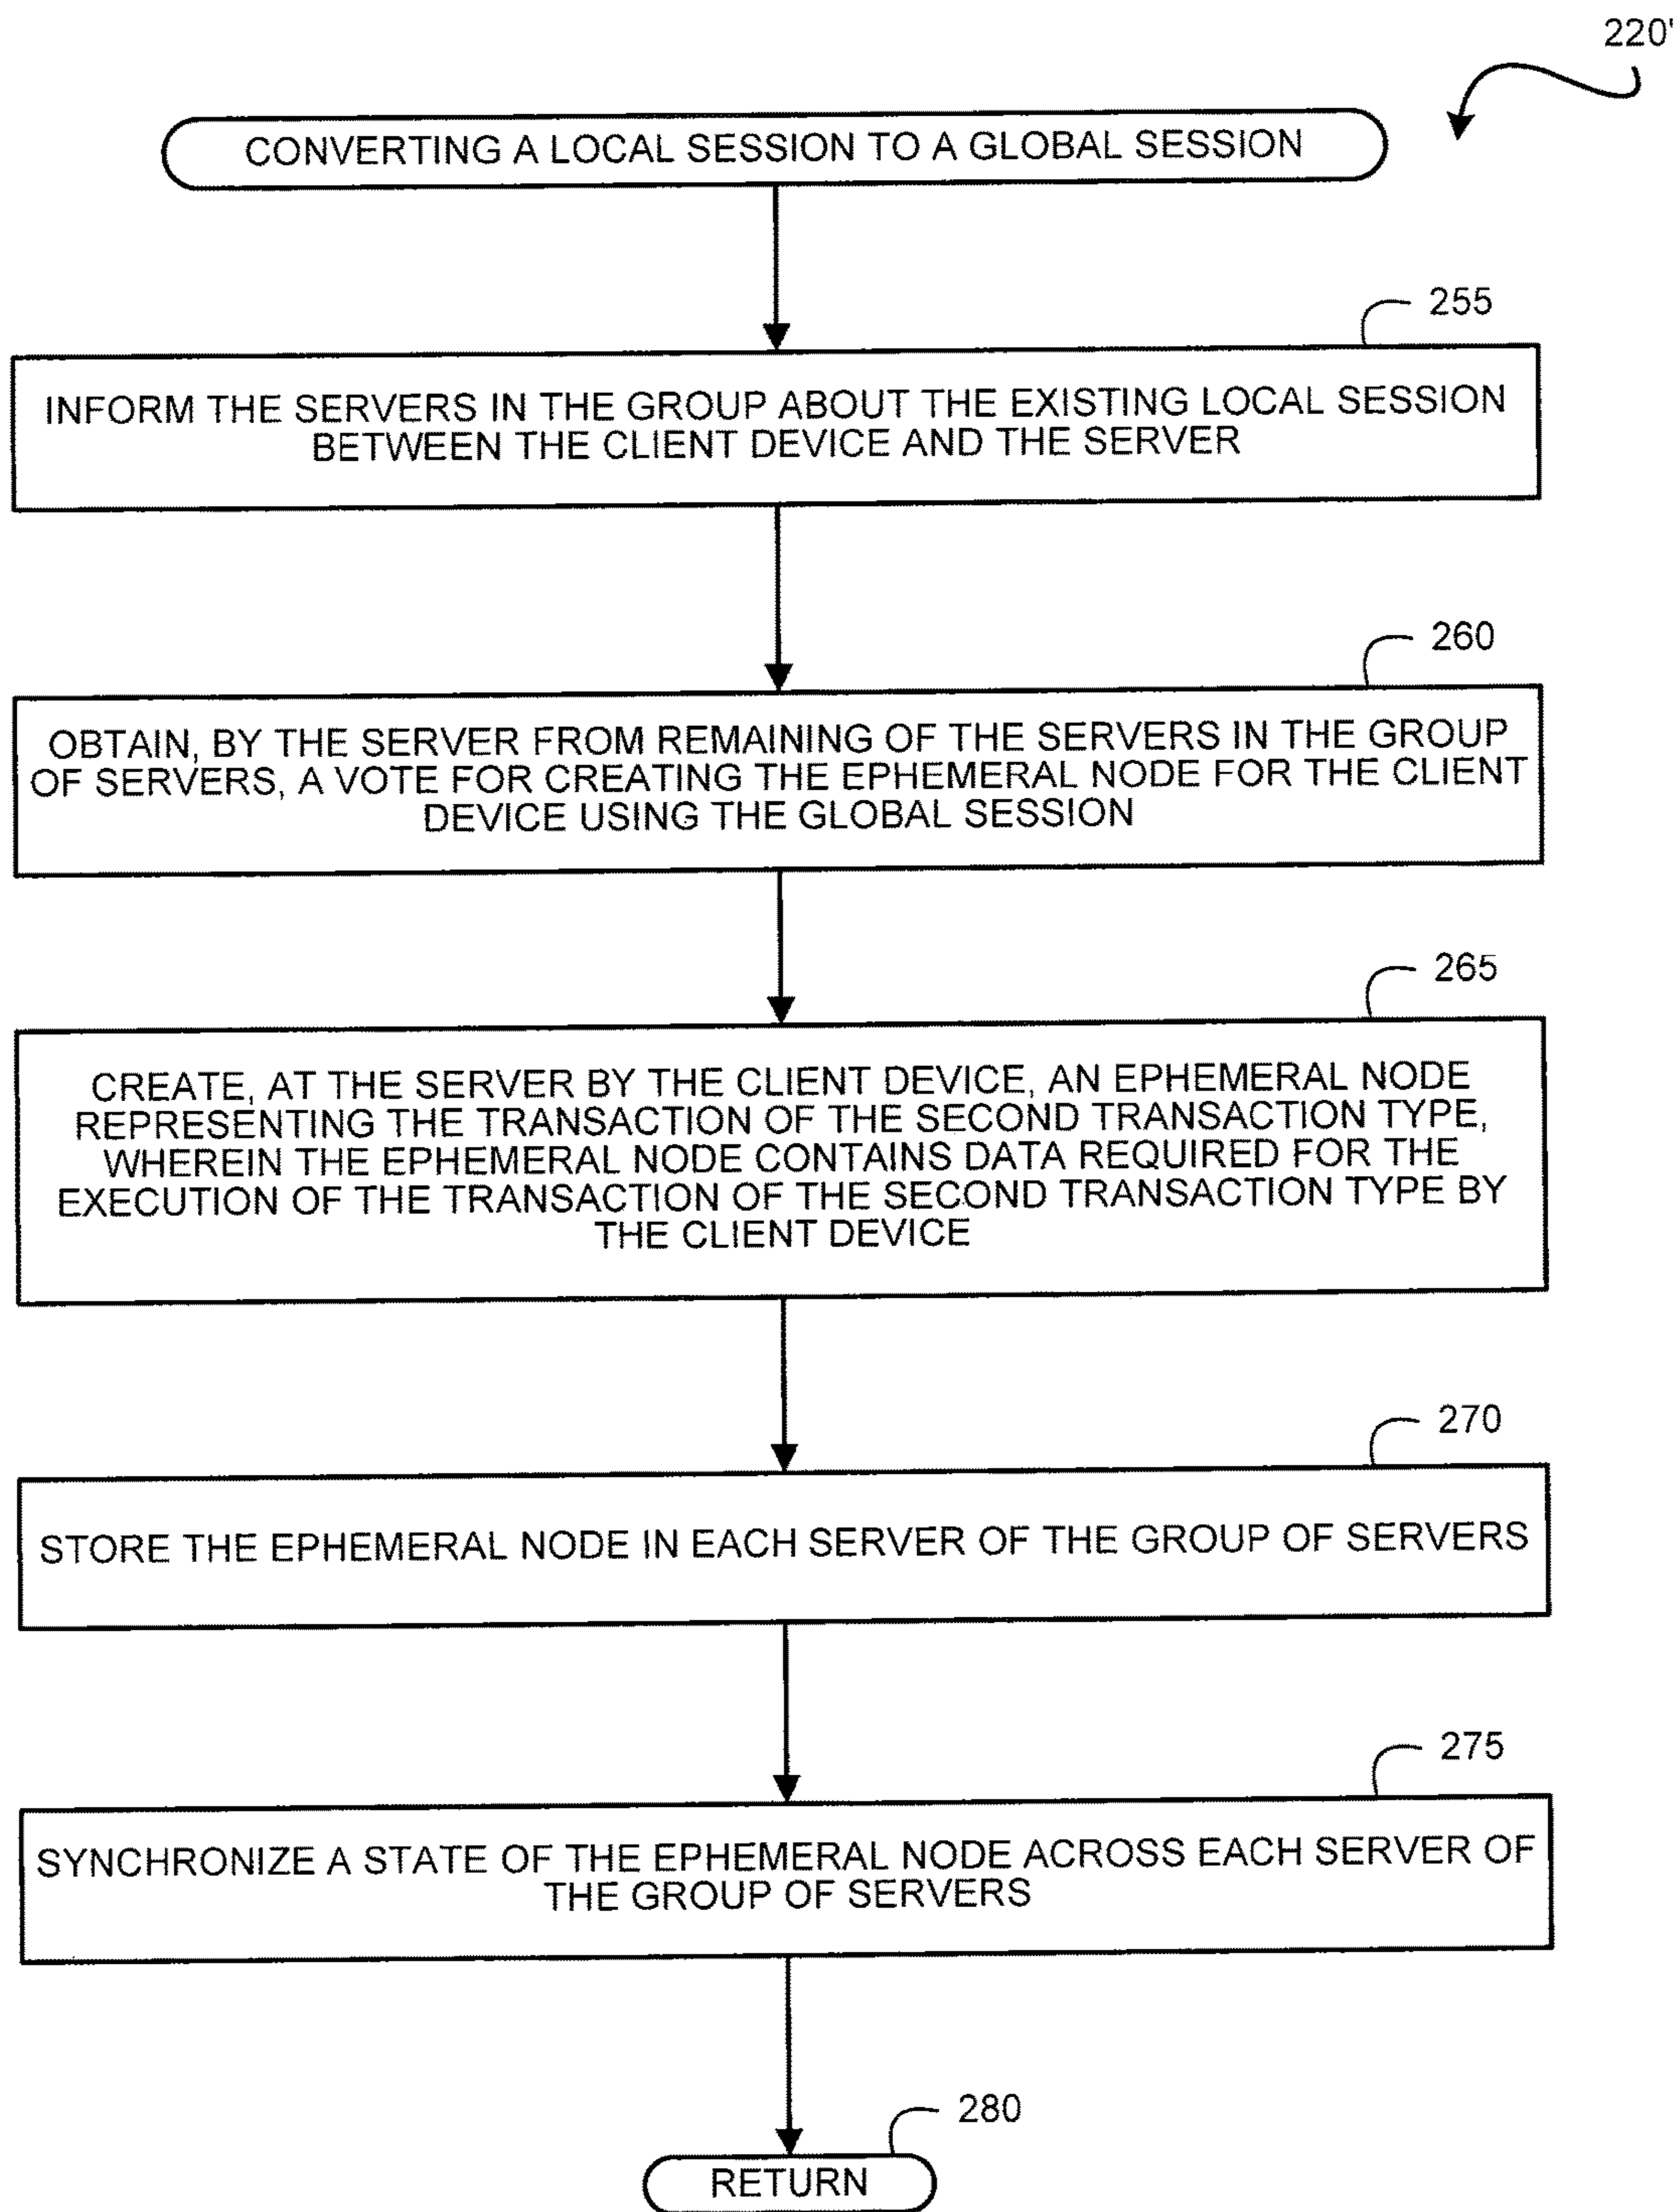 220'
CONVERTING A LOCAL SESSION TO A GLOBAL SESSION
255
INFORM THE SERVERS IN THE GROUP ABOUT THE EXISTING LOCAL SESSION
BETWEEN THE CLIENT DEVICE AND THE SERVER
260
OBTAIN, BY THE SERVER FROM REMAINING OF THE SERVERS IN THE GROUP
OF SERVERS, A VOTE FOR CREATING THE EPHEMERAL NODE FOR THE CLIENT
DEVICE USING THE GLOBAL SESSION
265
CREATE, AT THE SERVER BY THE CLIENT DEVICE, AN EPHEMERAL NODE
REPRESENTING THE TRANSACTION OF THE SECOND TRANSACTION TYPE,
WHEREIN THE EPHEMERAL NODE CONTAINS DATA REQUIRED FOR THE
EXECUTION OF THE TRANSACTION OF THE SECOND TRANSACTION TYPE BY
THE CLIENT DEVICE
270
STORE THE EPHEMERAL NODE IN EACH SERVER OF THE GROUP OF SERVERS
275
SYNCHRONIZE A STATE OF THE EPHEMERAL NODE ACROSS EACH SERVER OF
THE GROUP OF SERVERS
280
RETURN